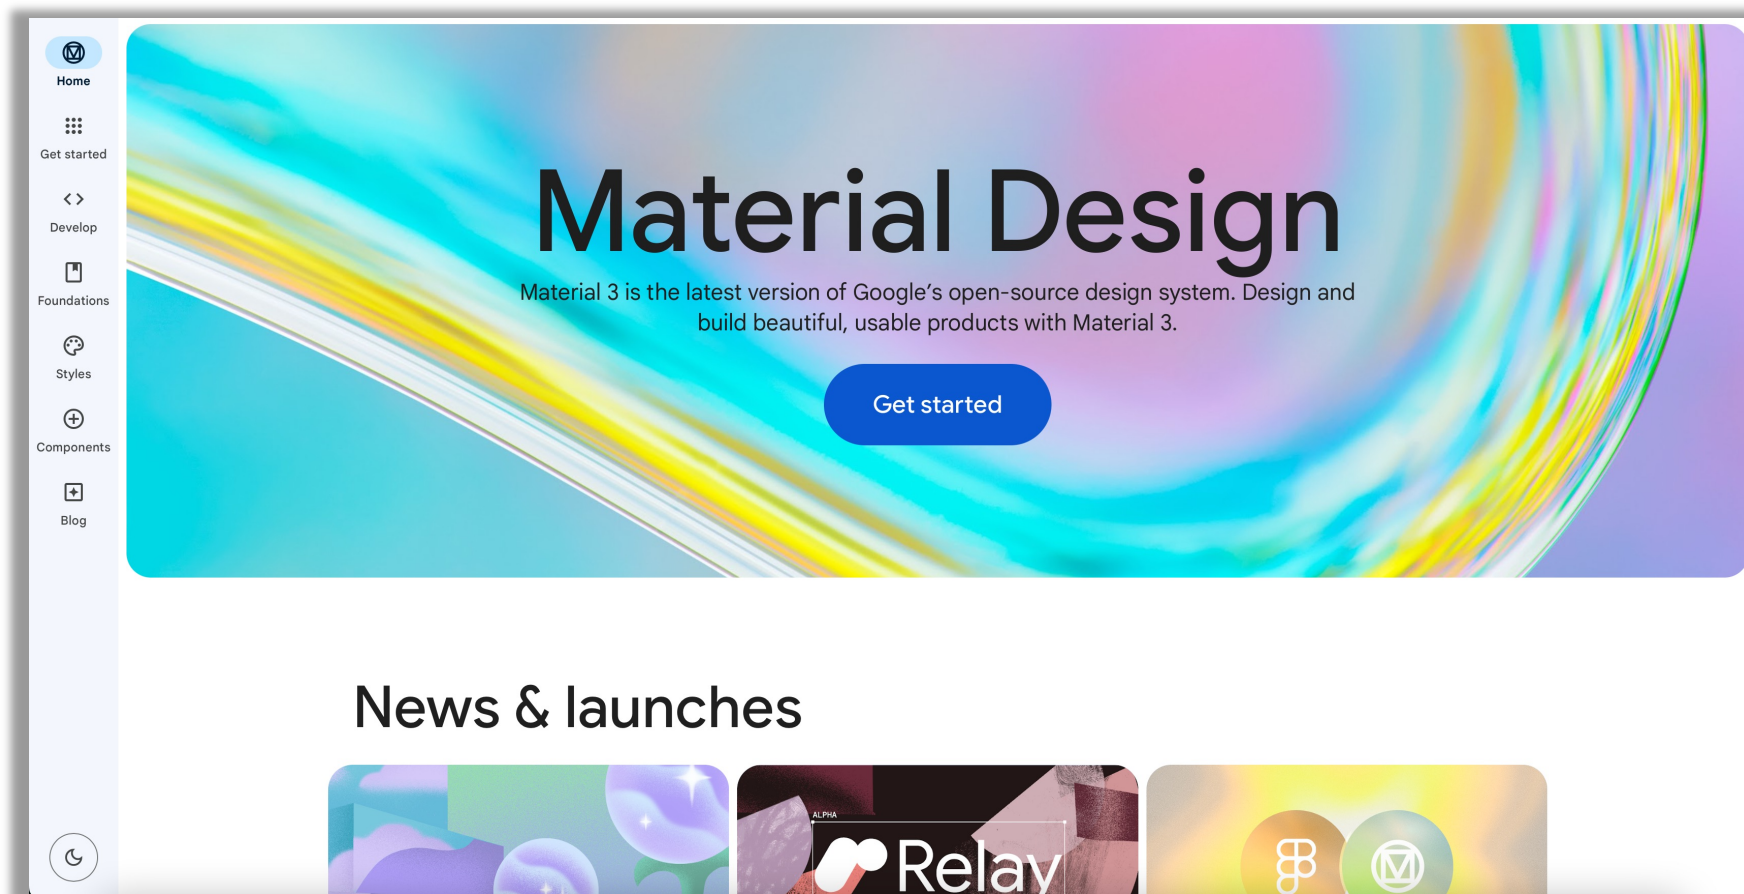 Home
Get started
Develop
Foundations
Styles
Components
Blog
Material Design
Material 3 is the latest version of Google’s open-source design system. Design and
build beautiful, usable products with Material 3.
Get started
News & launches
ALPHA
Relay